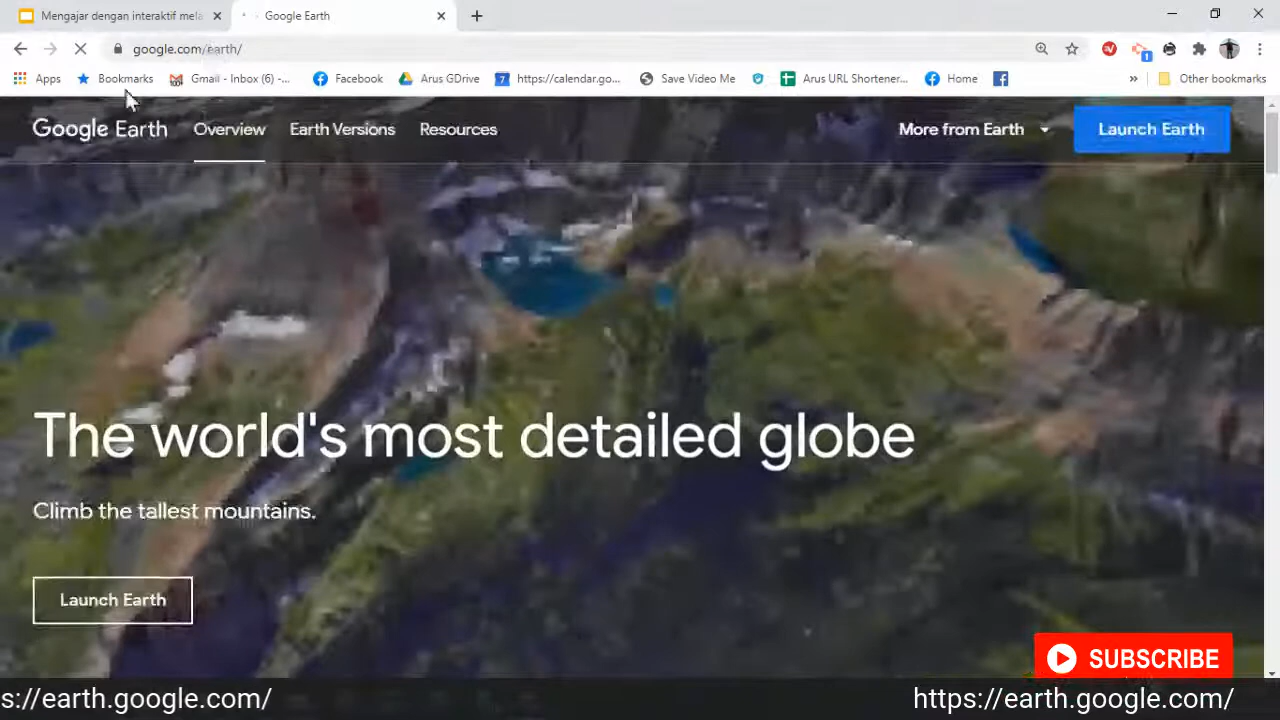 Mengajar dengan interaktif mela
Google Earth
google.com/earth/
Apps
Bookmarks
Gmail - Inbox (6) -...
Facebook
Arus GDrive
7
https://calendar.go...
Save Video Me
Arus URL Shortener...
Home
»
Other bookmarks
Google Earth
Overview
Earth Versions
Resources
More from Earth
Launch Earth
The world's most detailed globe
Climb the tallest mountains.
Launch Earth
SUBSCRIBE
s://earth.google.com/
https://earth.google.com/